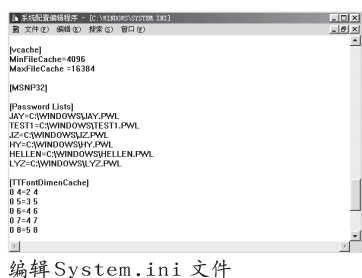 系统配置编辑程序 - [C:\WINDOWS\SYSTEM.INI]
文件(F) 编辑(E) 搜索(S) 窗口(W)
[vcache]
MinFileCache=4096
MaxFileCache =16384
[MSNP32]
[Password Lists]
JAY=C:\WINDOWS\JAY.PWL
TEST1=C:\WINDOWS\TEST1.PWL
JZ=C:\WINDOWS\JZ.PWL
HY=C:\WINDOWS\HY.PWL
HELLEN=C:\WINDOWS\HELLEN.PWL
LYZ=C:\WINDOWS\LYZ.PWL
[TTFontDimenCache]
0 4=2 4
0 5=3 5
0 6=4 6
0 7=4 7
0 8=5 8
编辑System.ini 文件